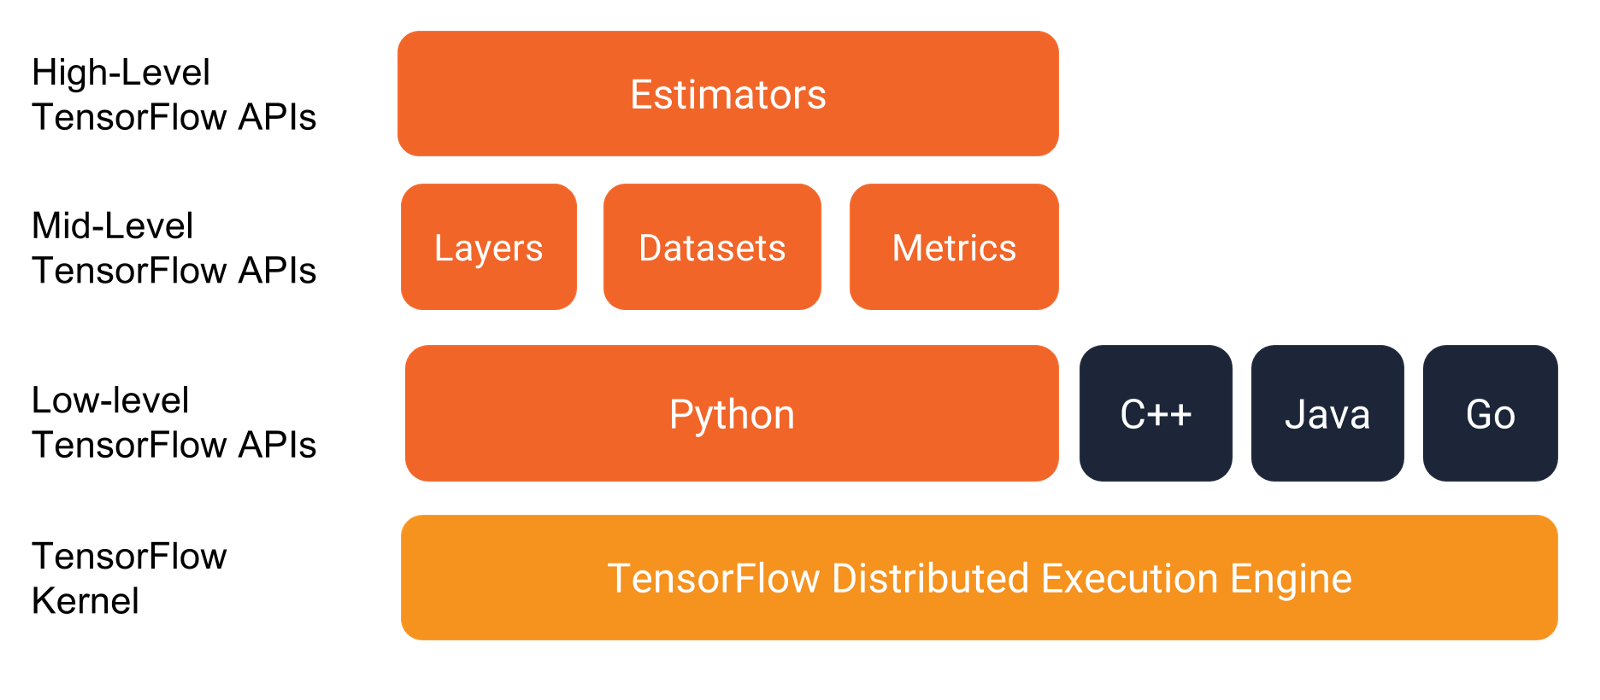 High-Level
TensorFlow APIs
Estimators
Mid-Level
TensorFlow APIs
Layers
Datasets
Metrics
Low-level
TensorFlow APIs
Python
C++
Java
Go
TensorFlow
Kernel
TensorFlow Distributed Execution Engine